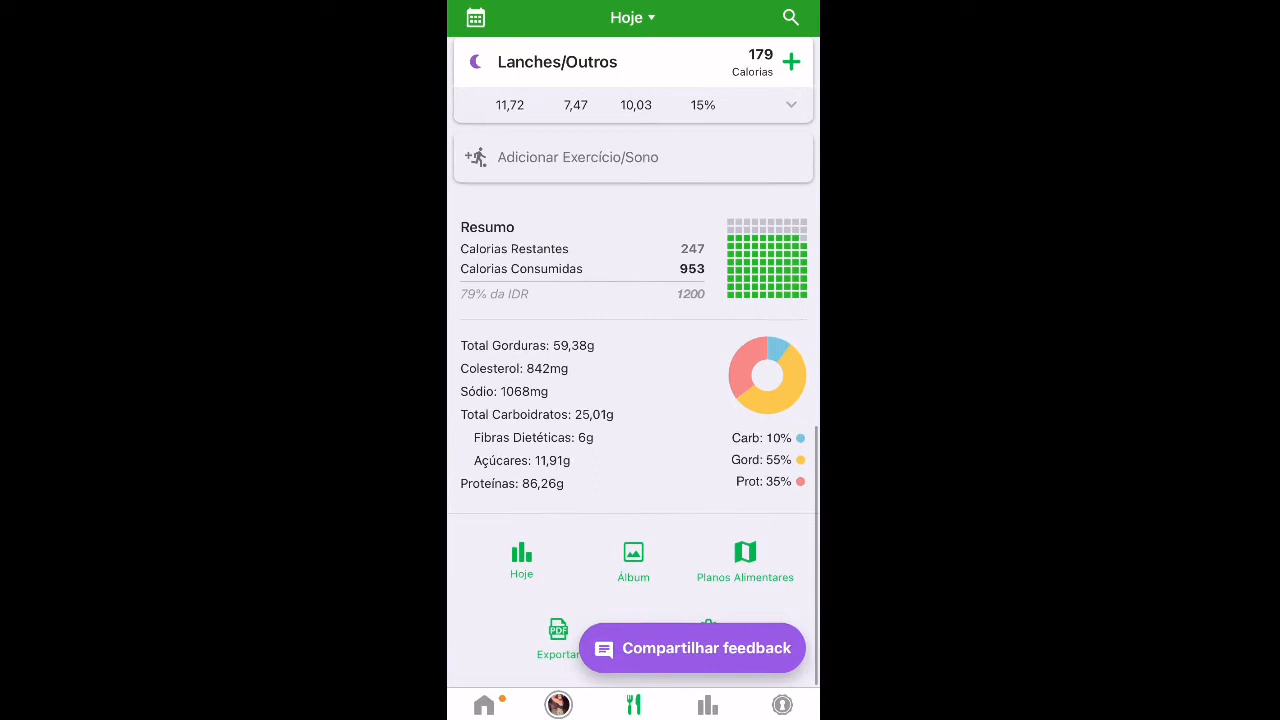 Hoje
Lanches/Outros
179
Calorias
11,72 7,47 10,03 15%
Adicionar Exercício/Sono
Resumo
Calorias Restantes 247
Calorias Consumidas 953
79% da IDR 1200
Total Gorduras: 59,38g
Colesterol: 842mg
Sódio: 1068mg
Total Carboidratos: 25,01g
Fibras Dietéticas: 6g
Açúcares: 11,91g
Proteínas: 86,26g
Carb: 10%
Gord: 55%
Prot: 35%
Hoje
Álbum
Planos Alimentares
PDF
Exportar
Compartilhar feedback